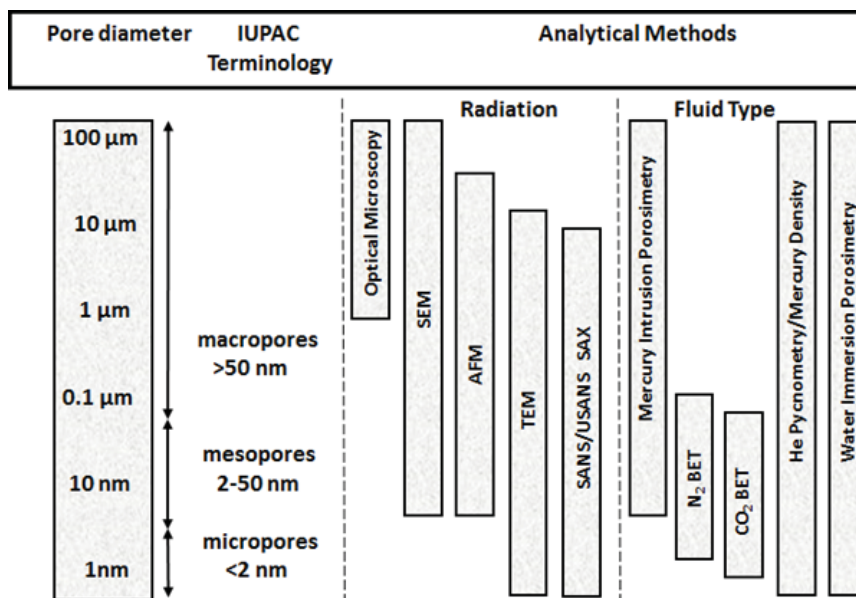 Pore diameter
IUPAC
Terminology
Analytical Methods
Radiation
Fluid Type
100 µm
10 µm
1 µm
0.1 µm
10 nm
1nm
macropores
>50 nm
mesopores
2-50 nm
micropores
<2 nm
Optical Microscopy
SEM
AFM
TEM
SANS/USANS SAX
Mercury Intrusion Porosimetry
N₂ BET
CO₂ BET
He Pycnometry/Mercury Density
Water Immersion Porosimetry